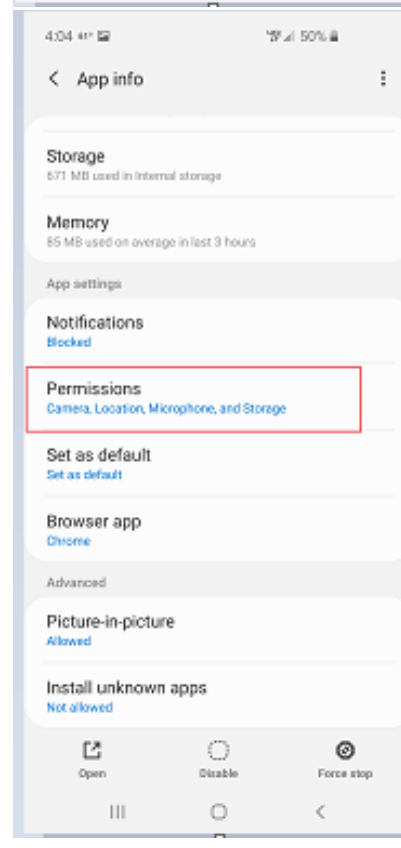 4:04
50%
App info
Storage
671 MB used in Internal storage
Memory
85 MB used on average in last 3 hours
App settings
Notifications
Blocked
Permissions
Camera, Location, Microphone, and Storage
Set as default
Set as default
Browser app
Chrome
Advanced
Picture-in-picture
Allowed
Install unknown apps
Not allowed
Open
Disable
Force stop